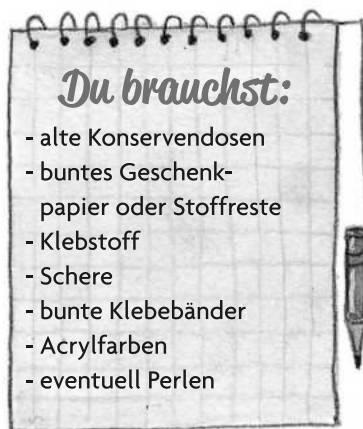 Du brauchst:
- alte Konservendosen
- buntes Geschenk-
papier oder Stoffreste
- Klebstoff
- Schere
- bunte Klebebänder
- Acrylfarben
- eventuell Perlen